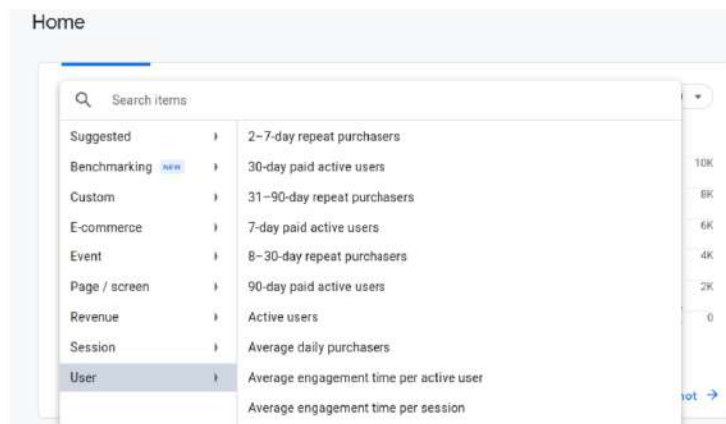 Home
Search items
Suggested
Benchmarking NEW
Custom
E-commerce
Event
Page / screen
Revenue
Session
User
2–7-day repeat purchasers
30-day paid active users
31–90-day repeat purchasers
7-day paid active users
8–30-day repeat purchasers
90-day paid active users
Active users
Average daily purchasers
Average engagement time per active user
Average engagement time per session
10K
8K
6K
4K
2K
0